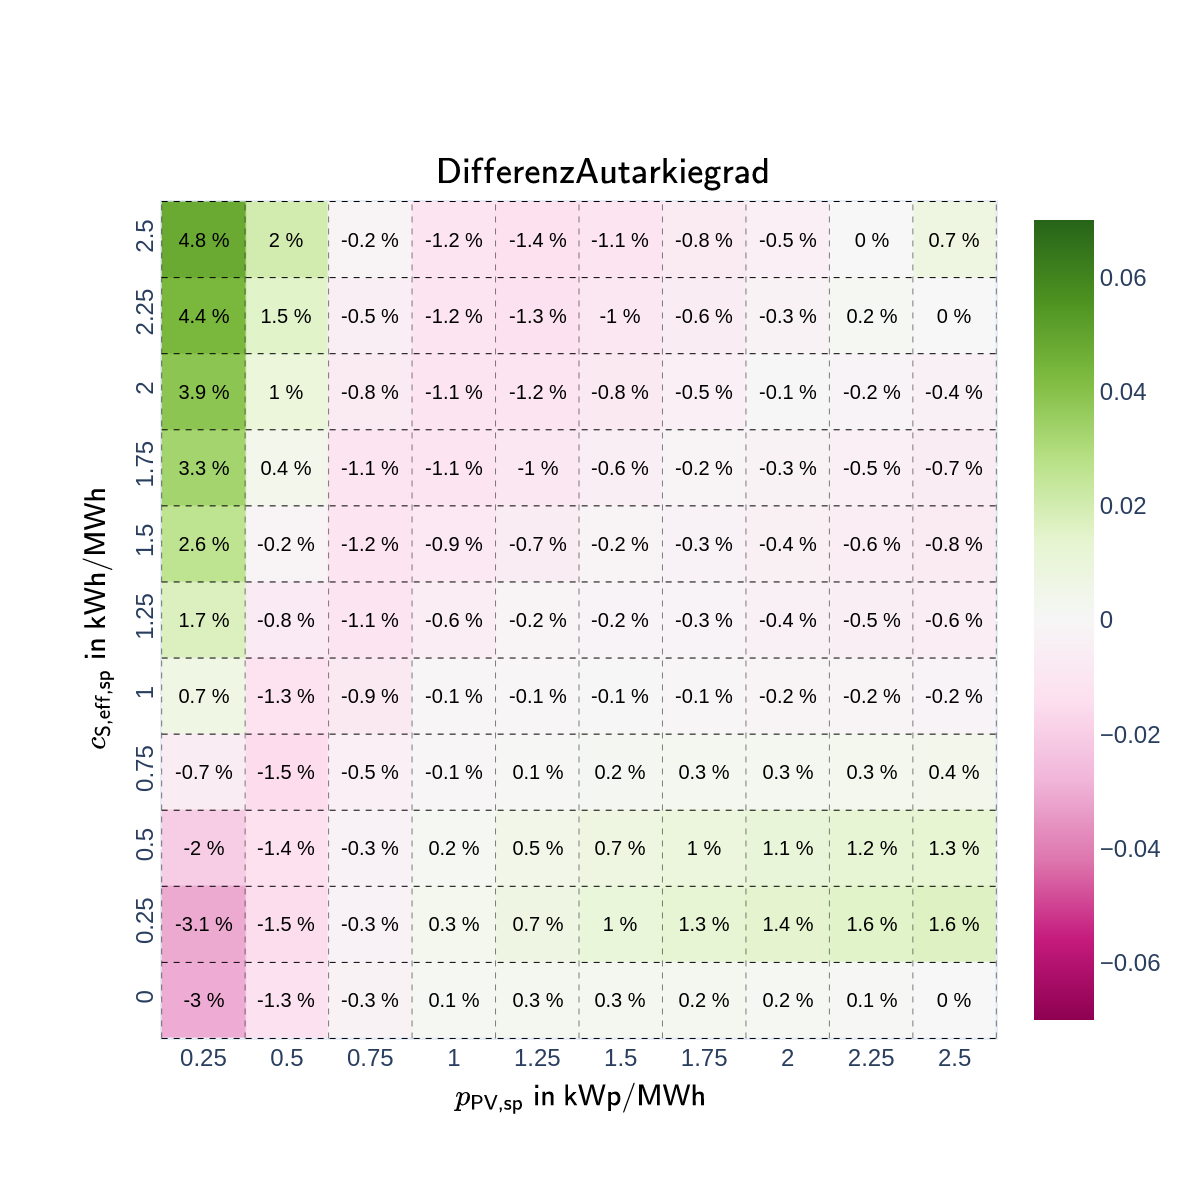 DifferenzAutarkiegrad
2.5 4.8 % 2 % -0.2 % -1.2 % -1.4 % -1.1 % -0.8 % -0.5 % 0 % 0.7 %
2.25 4.4 % 1.5 % -0.5 % -1.2 % -1.3 % -1 % -0.6 % -0.3 % 0.2 % 0 %
2 3.9 % 1 % -0.8 % -1.1 % -1.2 % -0.8 % -0.5 % -0.1 % -0.2 % -0.4 %
1.75 3.3 % 0.4 % -1.1 % -1.1 % -1 % -0.6 % -0.2 % -0.3 % -0.5 % -0.7 %
1.5 2.6 % -0.2 % -1.2 % -0.9 % -0.7 % -0.2 % -0.3 % -0.4 % -0.6 % -0.8 %
1.25 1.7 % -0.8 % -1.1 % -0.6 % -0.2 % -0.2 % -0.3 % -0.4 % -0.5 % -0.6 %
1 0.7 % -1.3 % -0.9 % -0.1 % -0.1 % -0.1 % -0.1 % -0.2 % -0.2 % -0.2 %
0.75 -0.7 % -1.5 % -0.5 % -0.1 % 0.1 % 0.2 % 0.3 % 0.3 % 0.3 % 0.4 %
0.5 -2 % -1.4 % -0.3 % 0.2 % 0.5 % 0.7 % 1 % 1.1 % 1.2 % 1.3 %
0.25 -3.1 % -1.5 % -0.3 % 0.3 % 0.7 % 1 % 1.3 % 1.4 % 1.6 % 1.6 %
0 -3 % -1.3 % -0.3 % 0.1 % 0.3 % 0.3 % 0.2 % 0.2 % 0.1 % 0 %
0.25 0.5 0.75 1 1.25 1.5 1.75 2 2.25 2.5
p PV,sp in kWp/MWh
c S,eff,sp in kWh/MWh
0.06
0.04
0.02
0
−0.02
−0.04
−0.06